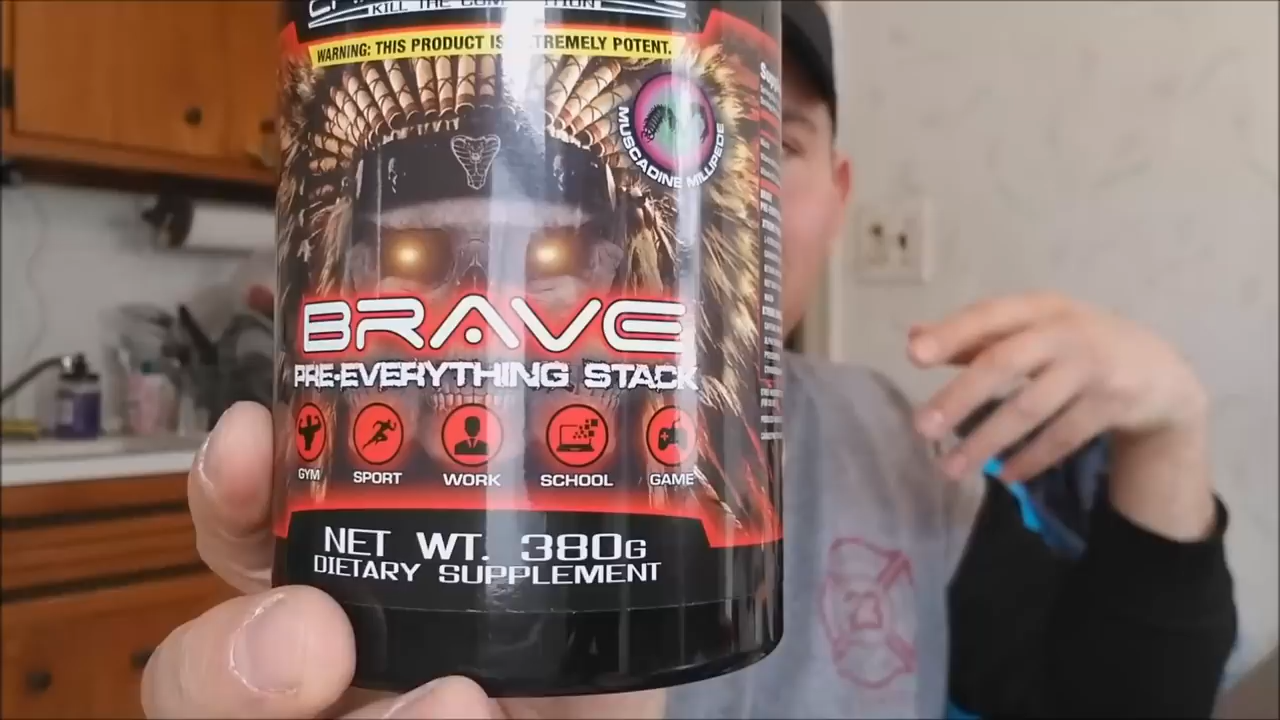 KILL THE COMPETITION
WARNING: THIS PRODUCT IS EXTREMELY POTENT.
MUSCADINE MILLIPEDE
BRAVE
PRE-EVERYTHING STACK
GYM SPORT WORK SCHOOL GAME
NET WT. 380G
DIETARY SUPPLEMENT